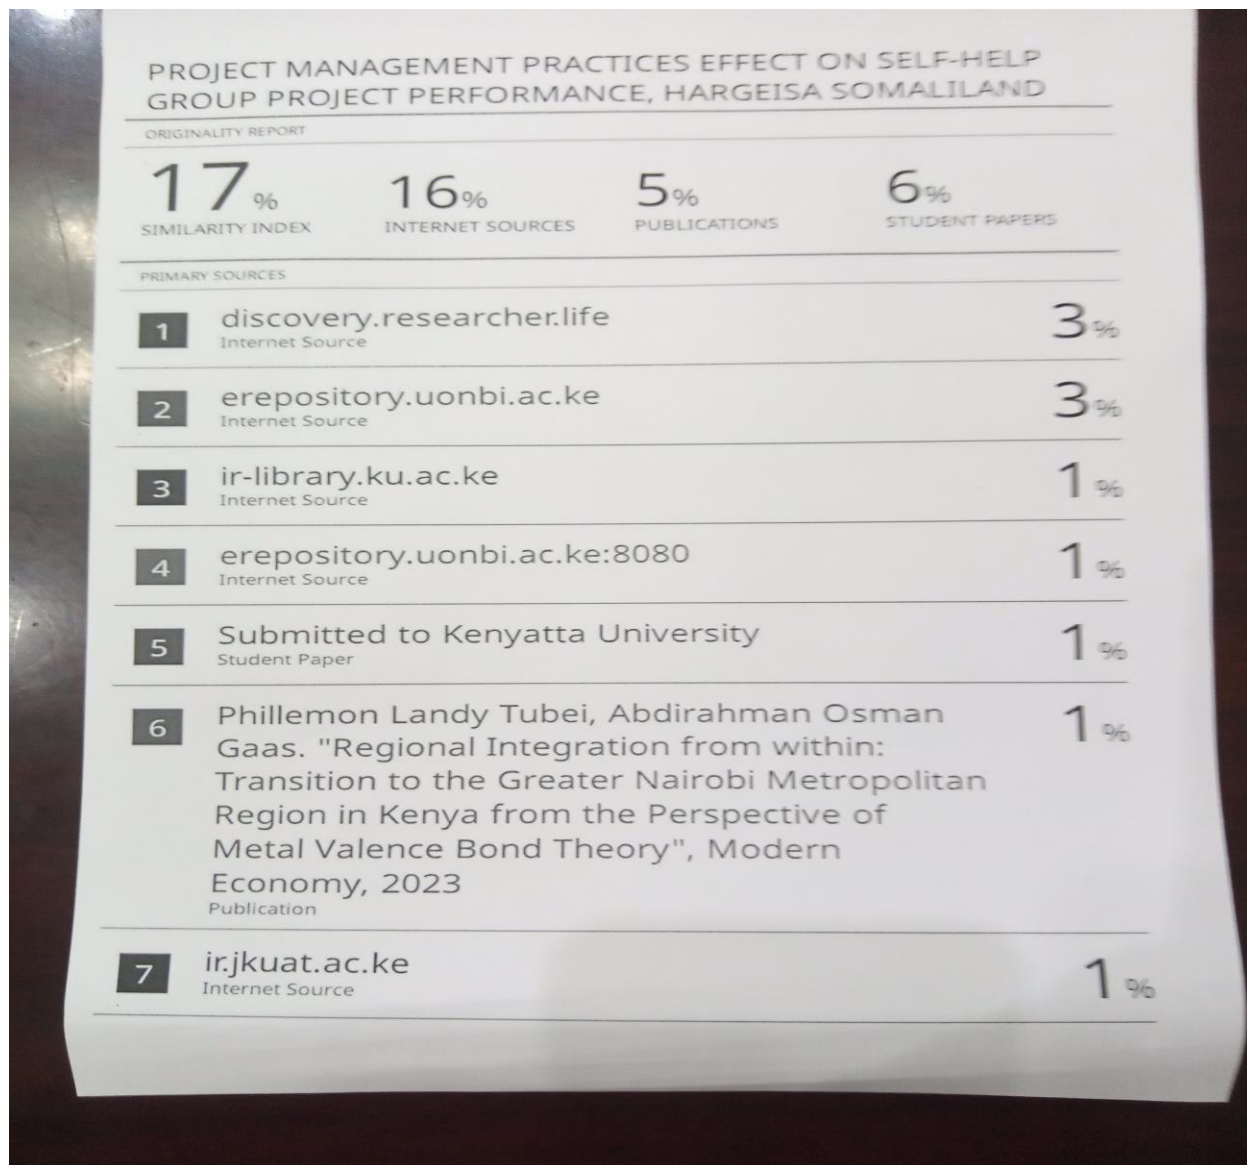 PROJECT MANAGEMENT PRACTICES EFFECT ON SELF-HELP
GROUP PROJECT PERFORMANCE, HARGEISA SOMALILAND
ORIGINALITY REPORT
17% 16% 5% 6%
SIMILARITY INDEX INTERNET SOURCES PUBLICATIONS STUDENT PAPERS
PRIMARY SOURCES
1 discovery.researcher.life 3%
Internet Source
2 erepository.uonbi.ac.ke 3%
Internet Source
3 ir-library.ku.ac.ke 1%
Internet Source
4 erepository.uonbi.ac.ke:8080 1%
Internet Source
5 Submitted to Kenyatta University 1%
Student Paper
6 Phillemon Landy Tubei, Abdirahman Osman 1%
Gaas. "Regional Integration from within:
Transition to the Greater Nairobi Metropolitan
Region in Kenya from the Perspective of
Metal Valence Bond Theory", Modern
Economy, 2023
Publication
7 ir.jkuat.ac.ke 1%
Internet Source